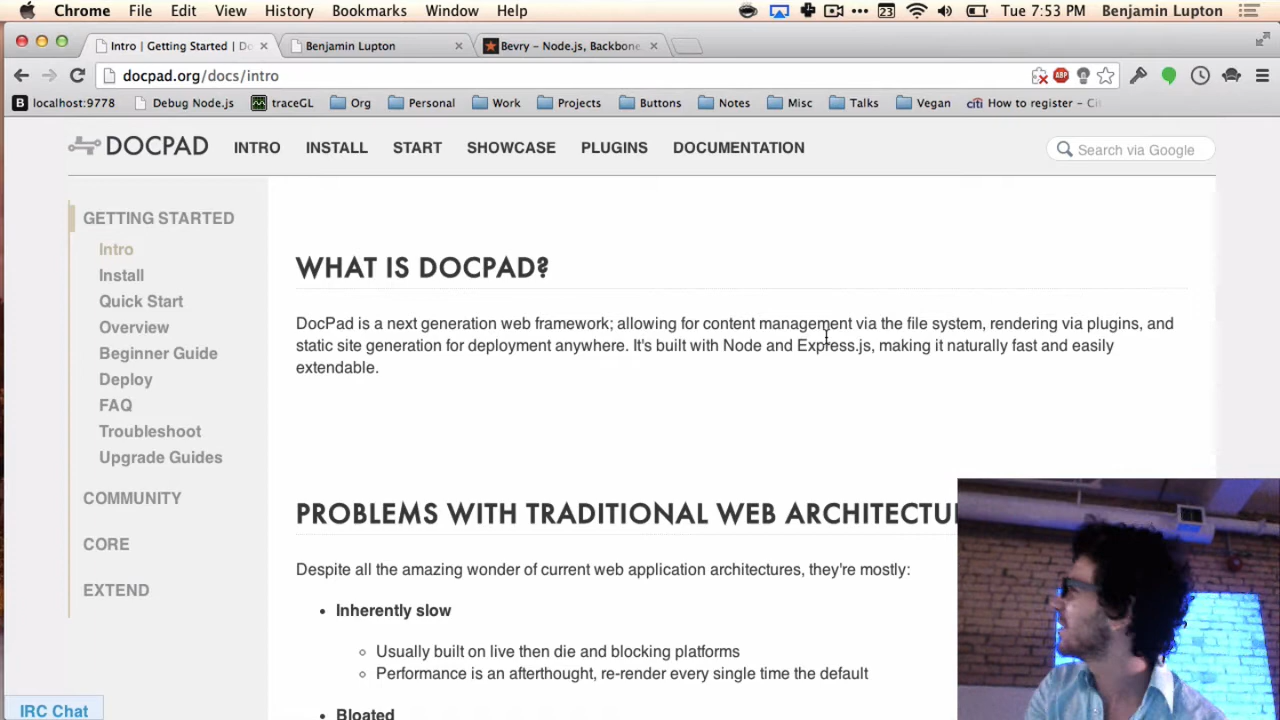 Chrome File Edit View History Bookmarks Window Help 23 Tue 7:53 PM Benjamin Lupton
Intro | Getting Started | Do
Benjamin Lupton
Bevry – Node.js, Backbone
docpad.org/docs/intro
ABP
B localhost:9778 Debug Node.js traceGL Org Personal Work Projects Buttons Notes Misc Talks Vegan citi How to register - Cit
DOCPAD INTRO INSTALL START SHOWCASE PLUGINS DOCUMENTATION Search via Google
GETTING STARTED
Intro
Install
Quick Start
Overview
Beginner Guide
Deploy
FAQ
Troubleshoot
Upgrade Guides
COMMUNITY
CORE
EXTEND
IRC Chat
WHAT IS DOCPAD?
DocPad is a next generation web framework; allowing for content management via the file system, rendering via plugins, and
static site generation for deployment anywhere. It's built with Node and Express.js, making it naturally fast and easily
extendable.
PROBLEMS WITH TRADITIONAL WEB ARCHITECTU
Despite all the amazing wonder of current web application architectures, they're mostly:
• Inherently slow
Usually built on live then die and blocking platforms
Performance is an afterthought, re-render every single time the default
• Bloated